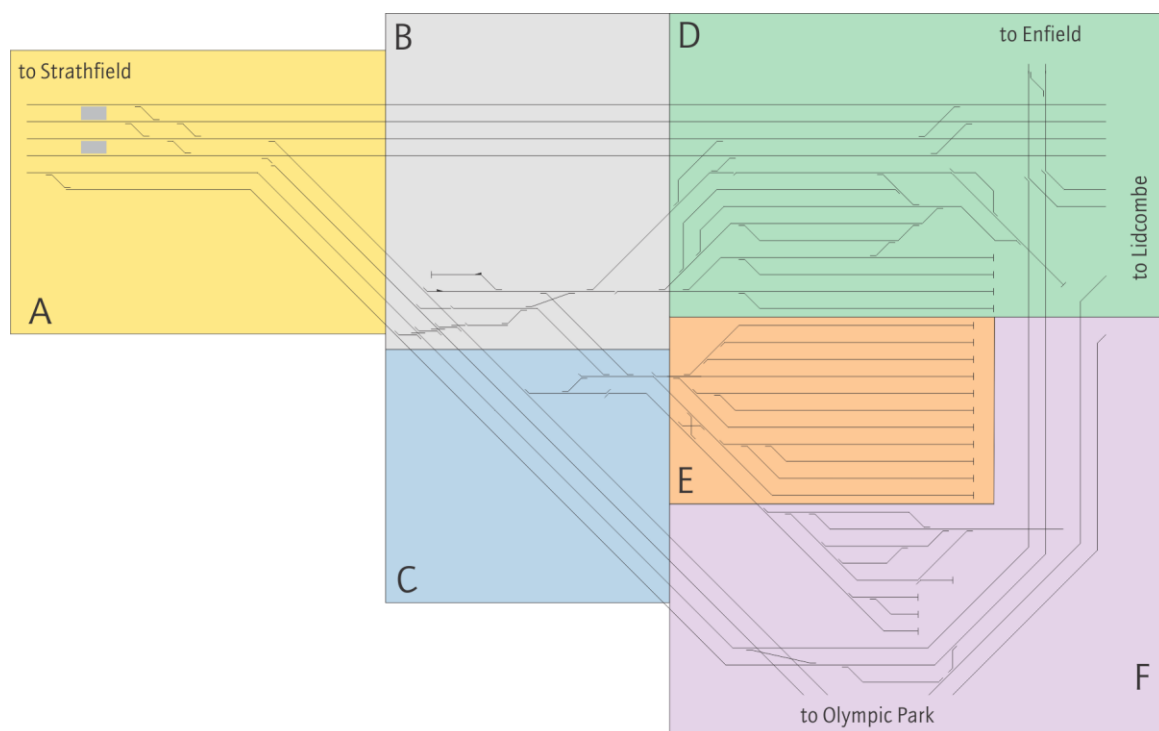 B
D
to Enfield
to Strathfield
to Lidcombe
A
E
C
F
to Olympic Park